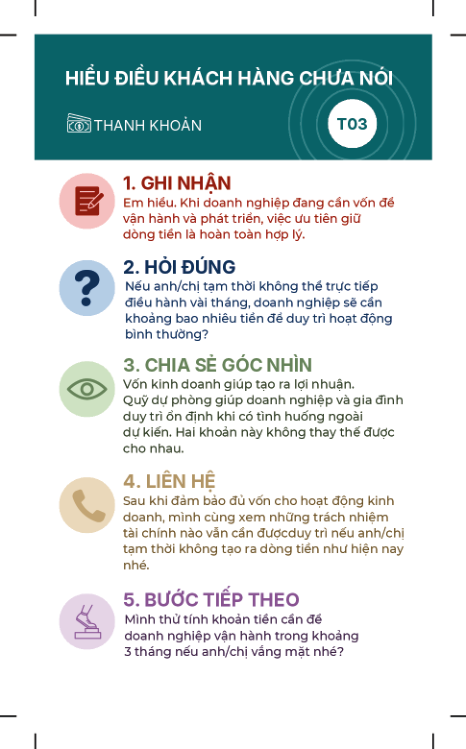 HIỂU ĐIỀU KHÁCH HÀNG CHƯA NÓI
THANH KHOẢN
T03
1. GHI NHẬN
Em hiểu. Khi doanh nghiệp đang cần vốn để
vận hành và phát triển, việc ưu tiên giữ
dòng tiền là hoàn toàn hợp lý.
2. HỎI ĐÚNG
Nếu anh/chị tạm thời không thể trực tiếp
điều hành vài tháng, doanh nghiệp sẽ cần
khoảng bao nhiêu tiền để duy trì hoạt động
bình thường?
3. CHIA SẺ GÓC NHÌN
Vốn kinh doanh giúp tạo ra lợi nhuận.
Quỹ dự phòng giúp doanh nghiệp và gia đình
duy trì ổn định khi có tình huống ngoài
dự kiến. Hai khoản này không thay thế được
cho nhau.
4. LIÊN HỆ
Sau khi đảm bảo đủ vốn cho hoạt động kinh
doanh, mình cùng xem những trách nhiệm
tài chính nào vẫn cần đượcduy trì nếu anh/chị
tạm thời không tạo ra dòng tiền như hiện nay
nhé.
5. BƯỚC TIẾP THEO
Mình thử tính khoản tiền cần để
doanh nghiệp vận hành trong khoảng
3 tháng nếu anh/chị vắng mặt nhé?